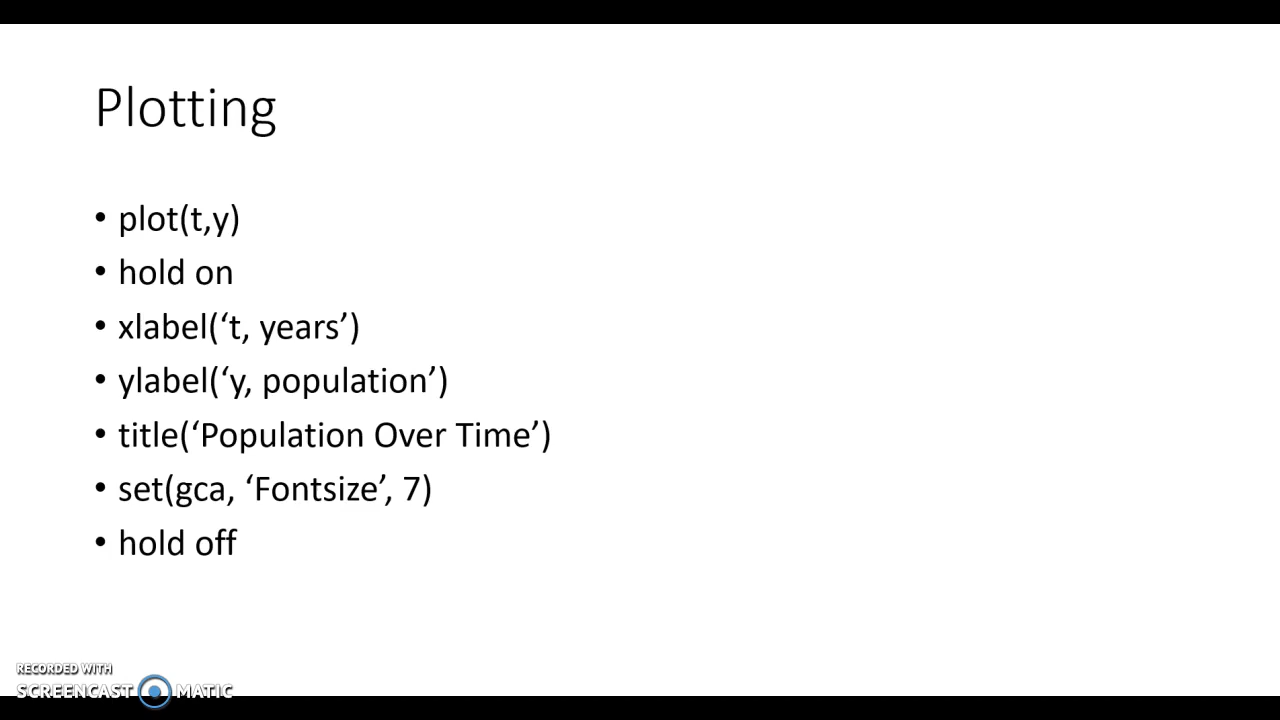 Plotting
• plot(t,y)
• hold on
• xlabel(‘t, years’)
• ylabel(‘y, population’)
• title(‘Population Over Time’)
• set(gca, ‘Fontsize’, 7)
• hold off
RECORDED WITH
SCREENCAST MATIC